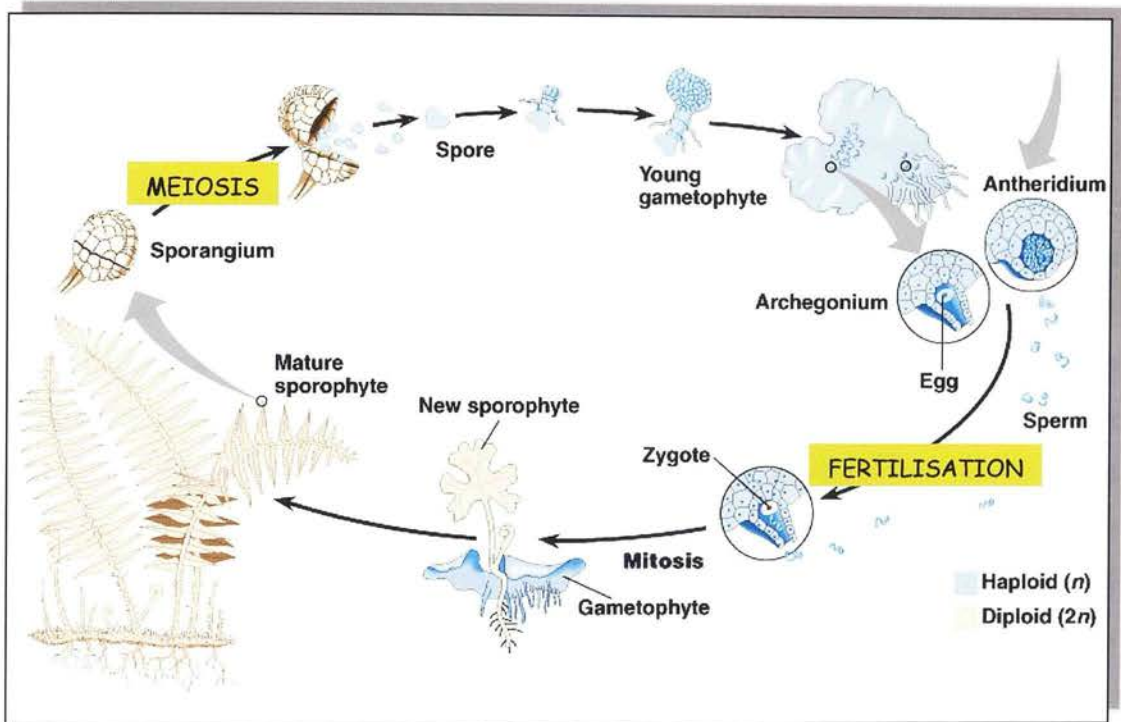 MEIOSIS
Sporangium
Spore
Young
gametophyte
Antheridium
Archegonium
Egg
Sperm
FERTILISATION
Mature
sporophyte
New sporophyte
Zygote
Mitosis
Gametophyte
Haploid (n)
Diploid (2n)